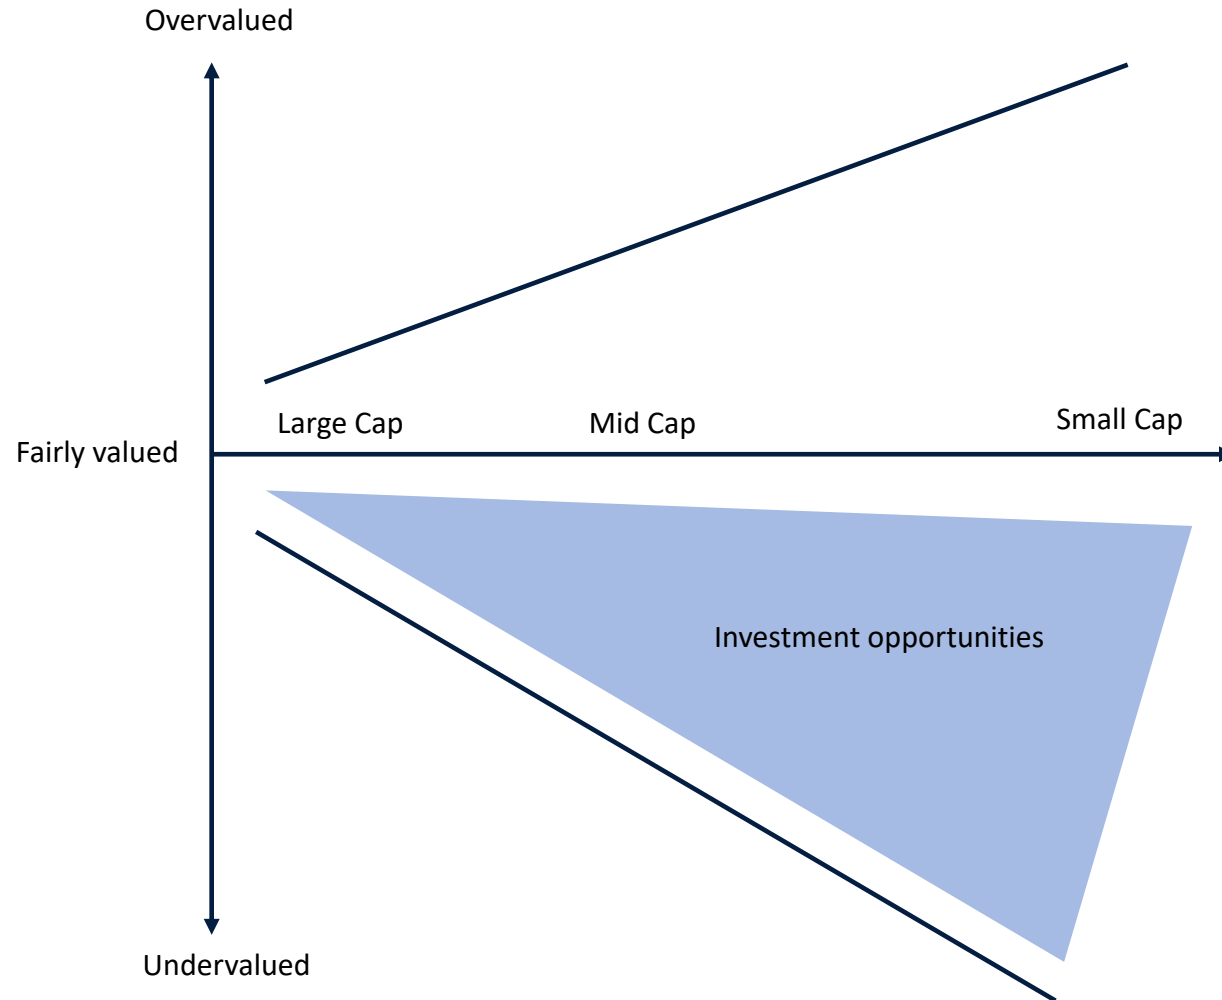 Overvalued
Large Cap
Mid Cap
Small Cap
Fairly valued
Investment opportunities
Undervalued